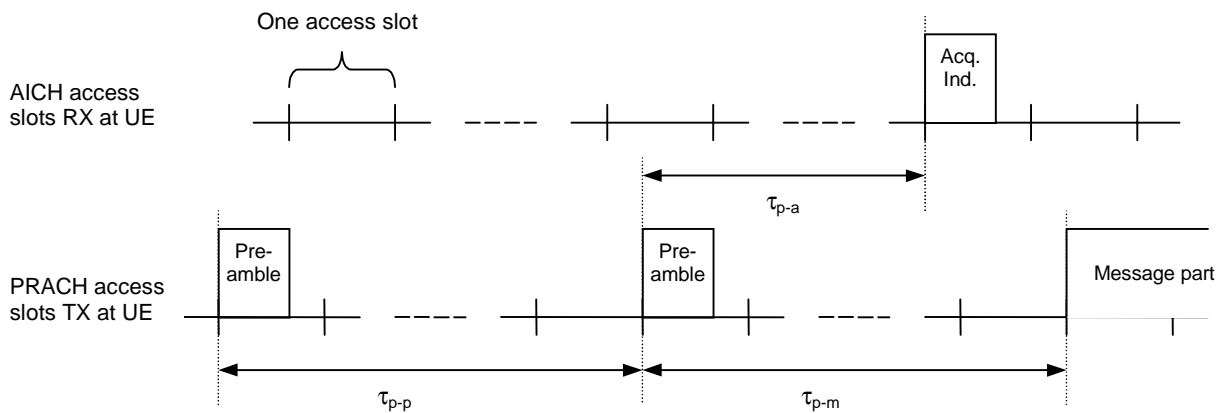 One access slot
AICH access
slots RX at UE
Acq.
Ind.
τp-a
Pre-
amble
Pre-
amble
Message part
PRACH access
slots TX at UE
τp-p
τp-m